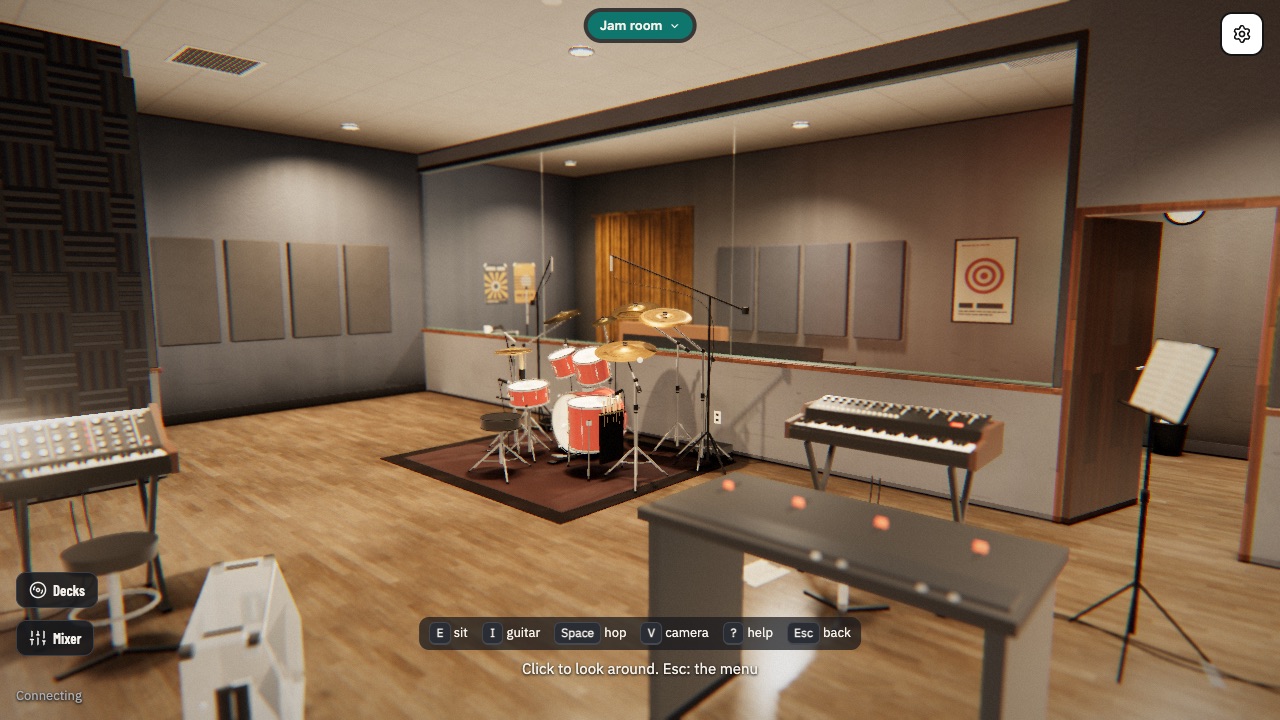 Jam room
Decks
Mixer
E sit I guitar Space hop V camera ? help Esc back
Click to look around. Esc: the menu
Connecting